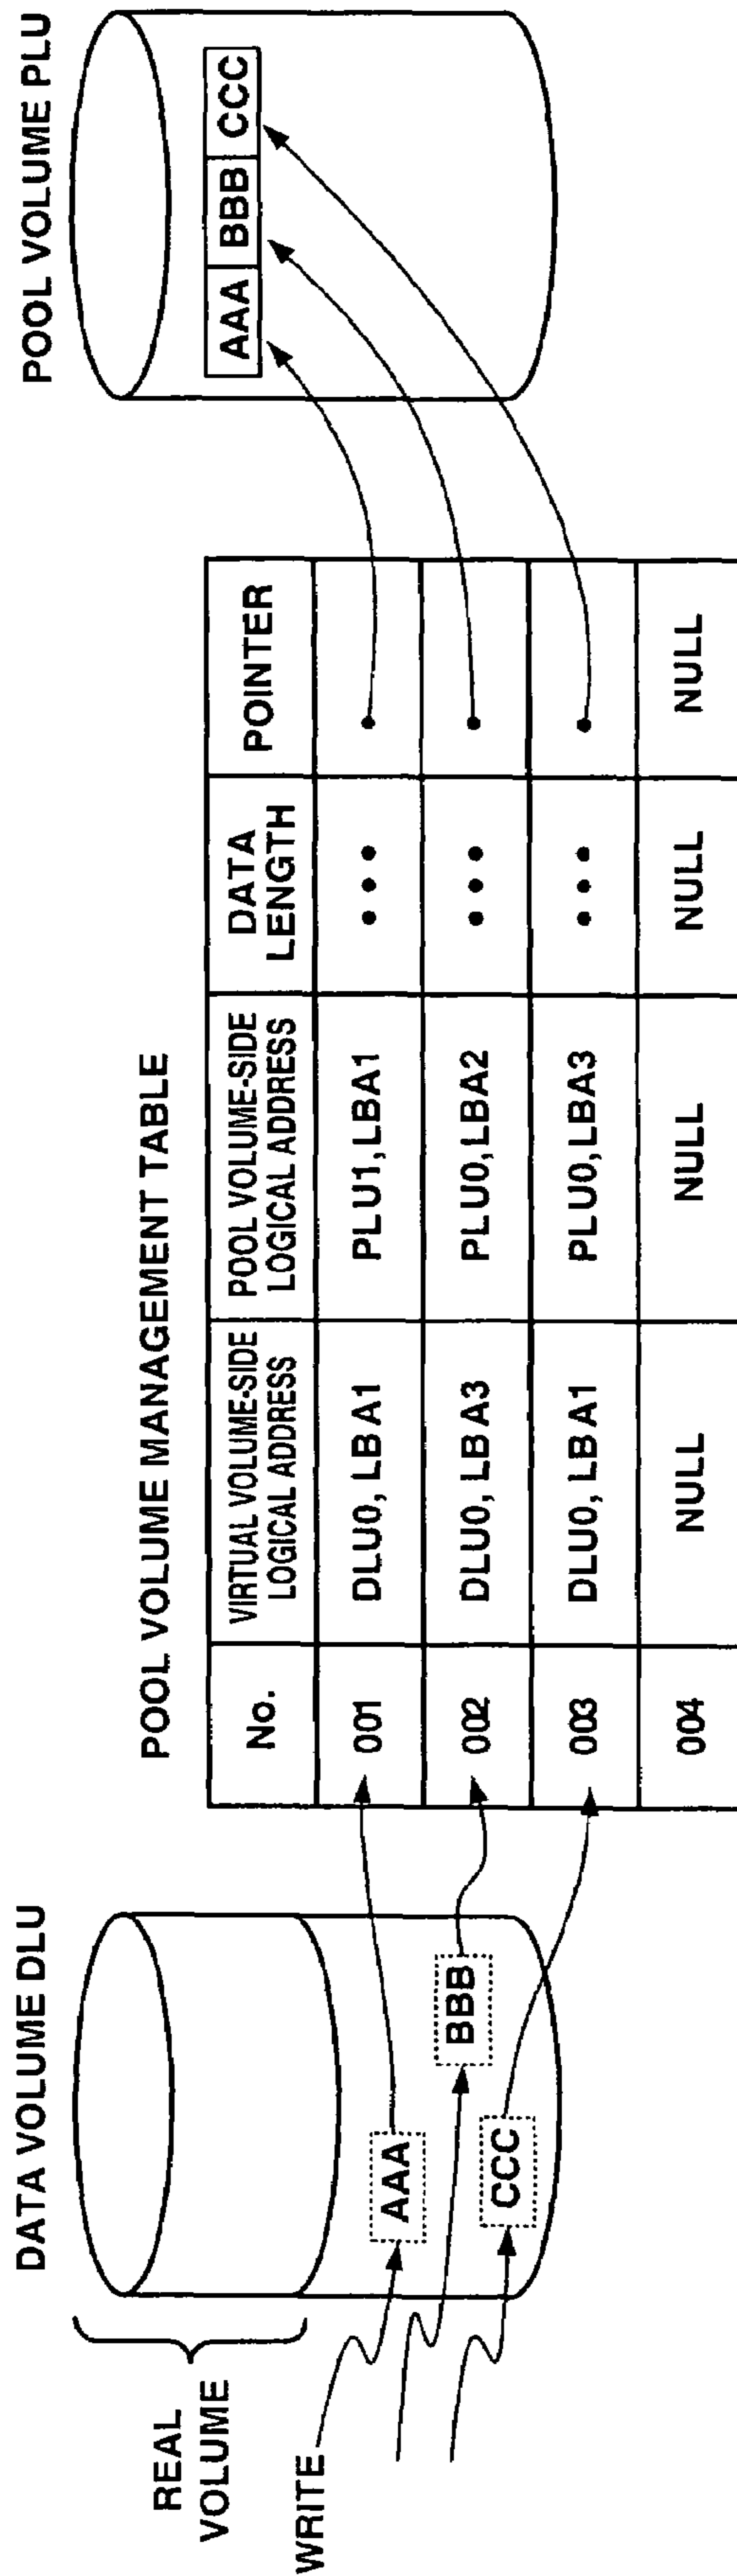 DATA VOLUME DLU
REAL
VOLUME
WRITE
AAA
BBB
CCC
POOL VOLUME MANAGEMENT TABLE
No.
VIRTUAL VOLUME-SIDE
LOGICAL ADDRESS
POOL VOLUME-SIDE
LOGICAL ADDRESS
DATA
LENGTH
POINTER
001 DLU0, LBA1 PLU1,LBA1 •••
002 DLU0, LBA3 PLU0,LBA2 •••
003 DLU0, LBA1 PLU0,LBA3 •••
004 NULL NULL NULL NULL
POOL VOLUME PLU
AAA BBB CCC